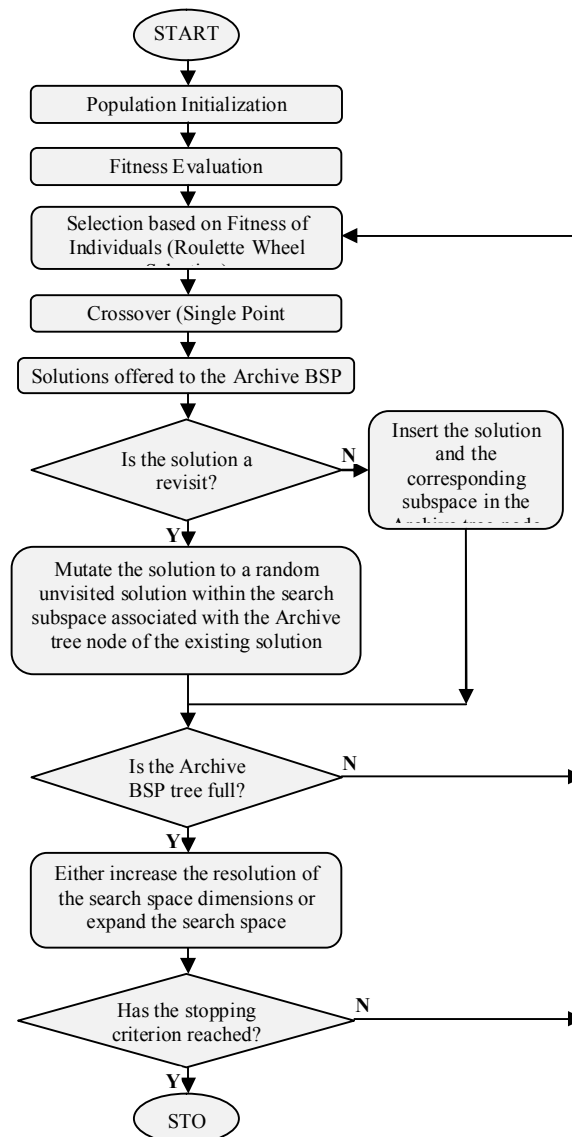 START
Population Initialization
Fitness Evaluation
Selection based on Fitness of
Individuals (Roulette Wheel
Crossover (Single Point
Solutions offered to the Archive BSP
Is the solution a
revisit?
N
Insert the solution
and the
corresponding
subspace in the
Archive tree node
Y
Mutate the solution to a random
unvisited solution within the search
subspace associated with the Archive
tree node of the existing solution
Is the Archive
BSP tree full?
N
Y
Either increase the resolution of
the search space dimensions or
expand the search space
Has the stopping
criterion reached?
N
Y
STO